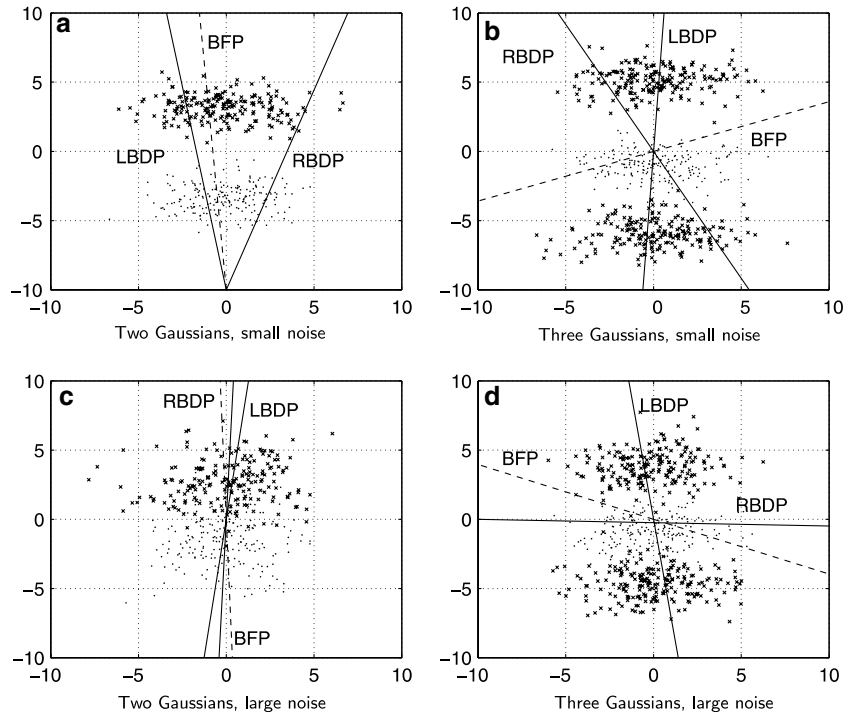 a
b
10
5
0
−5
−10
BFP
LBDP
RBDP
−10
−5
0
5
10
Two Gaussians, small noise
10
5
0
−5
−10
RBDP
LBDP
BFP
−10
−5
0
5
10
Three Gaussians, small noise
c
10
5
0
−5
−10
RBDP
LBDP
BFP
−10
−5
0
5
10
Two Gaussians, large noise
d
10
5
0
−5
−10
LBDP
BFP
RBDP
−10
−5
0
5
10
Three Gaussians, large noise